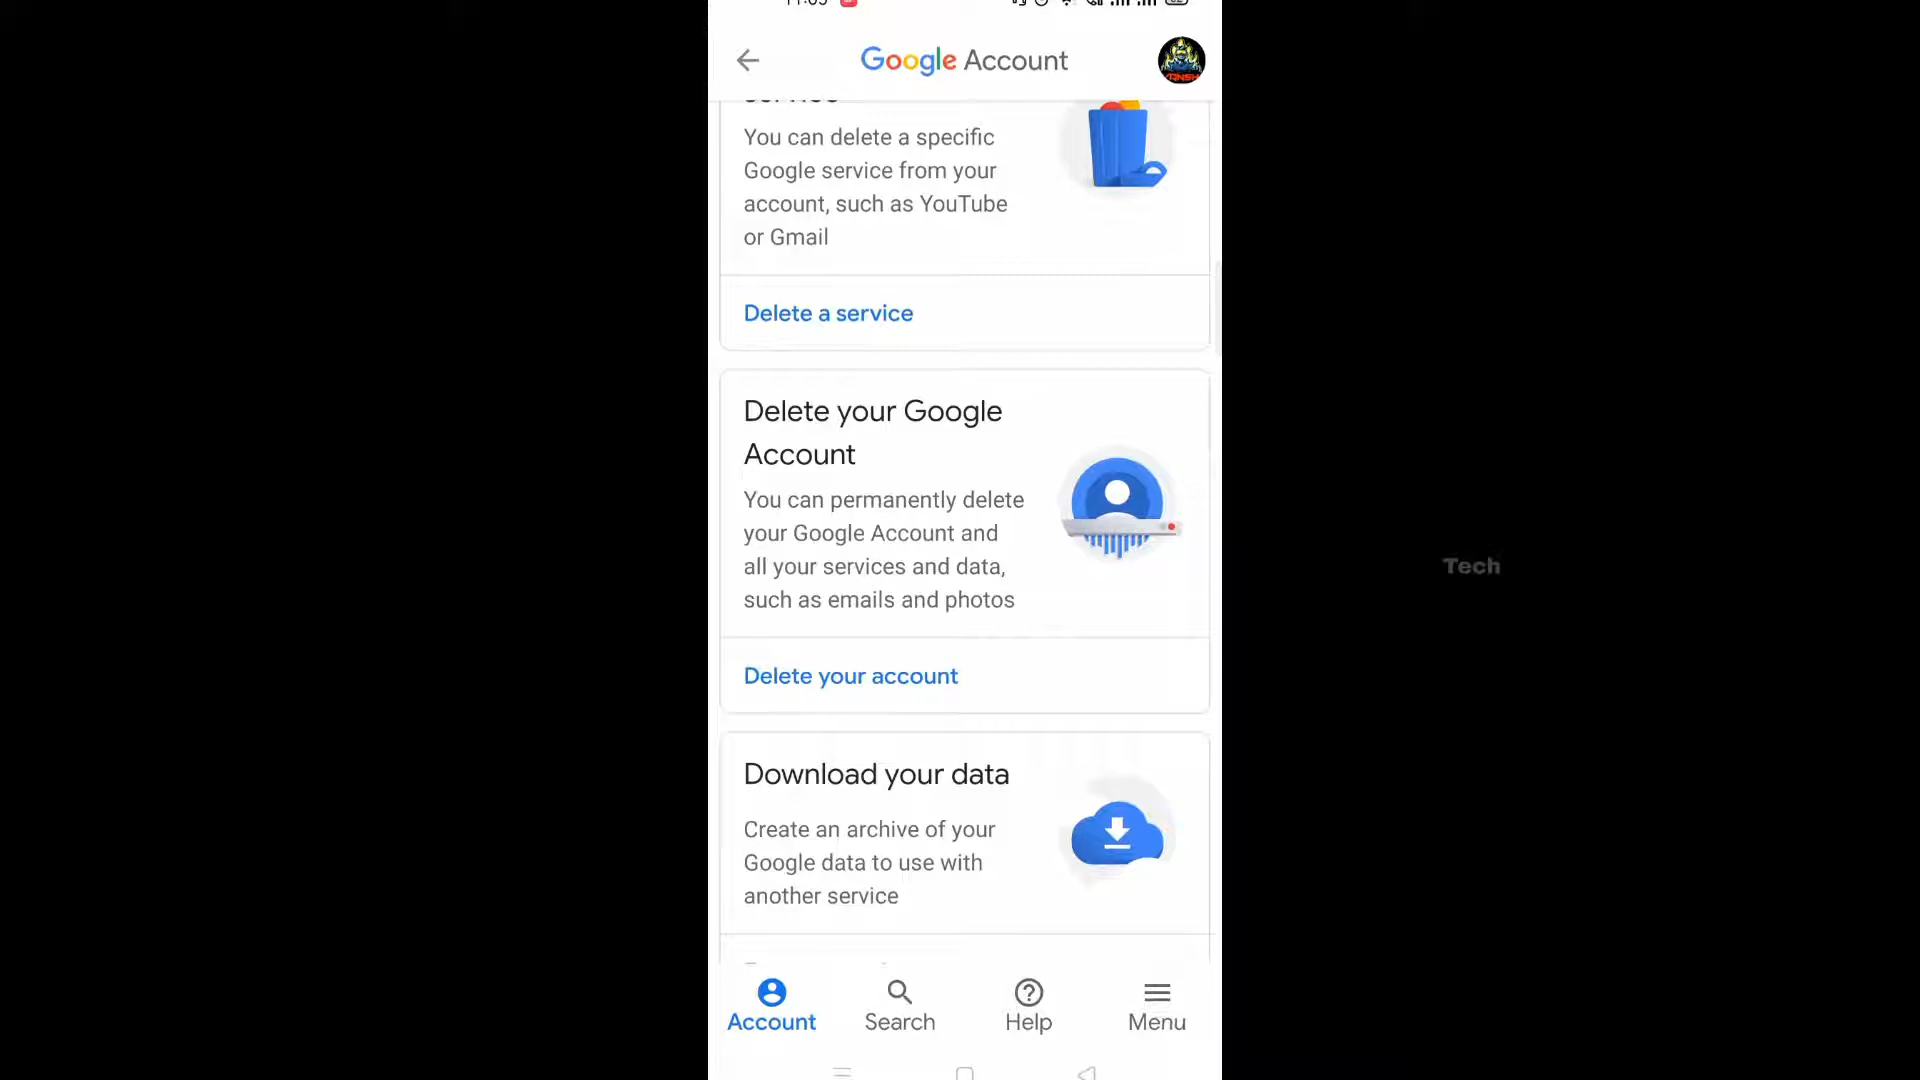 Google Account
You can delete a specific
Google service from your
account, such as YouTube
or Gmail
Delete a service
Delete your Google
Account
You can permanently delete
your Google Account and
all your services and data,
such as emails and photos
Delete your account
Download your data
Create an archive of your
Google data to use with
another service
Account
Search
Help
Menu
Tech